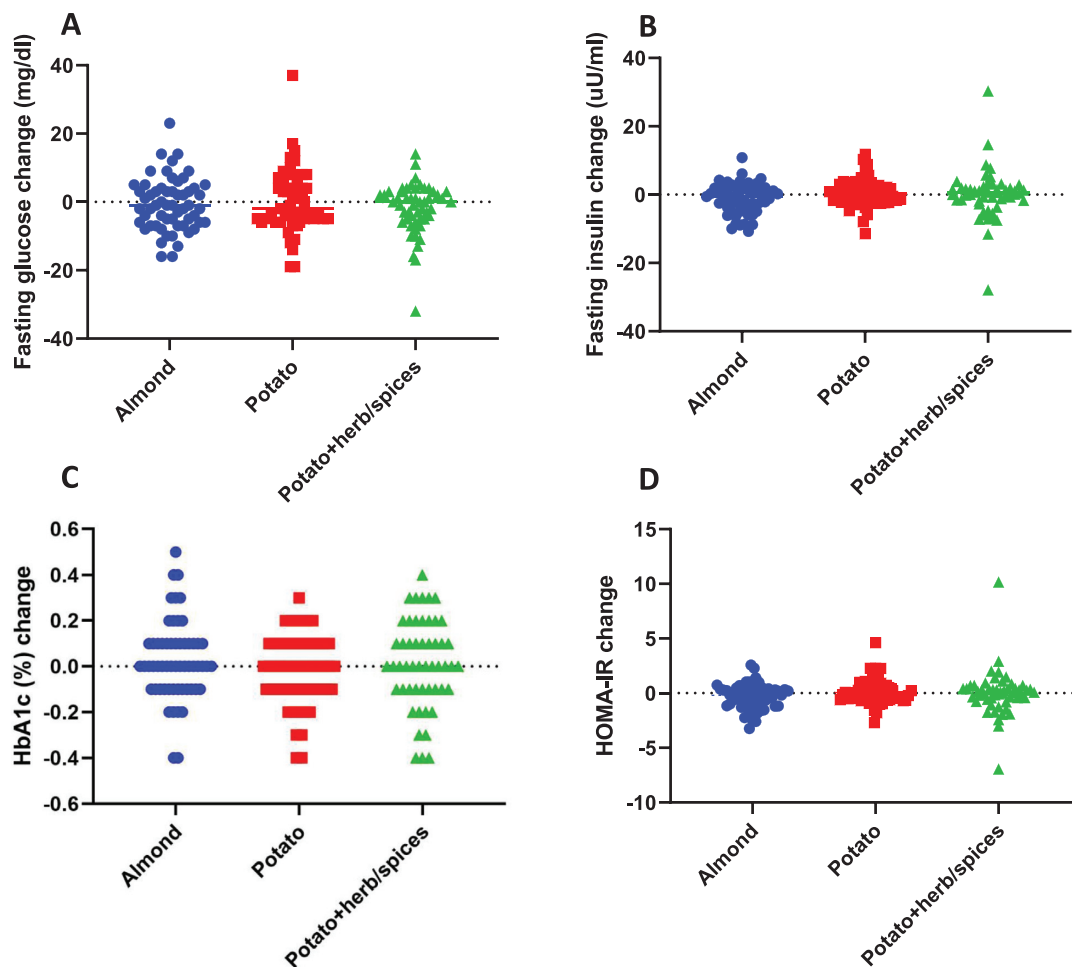 A
Fasting glucose change (mg/dl)
40
20
0
-20
-40
Almond
Potato
Potato+herb/spices
B
Fasting insulin change (uU/ml)
40
20
0
-20
-40
Almond
Potato
Potato+herb/spices
C
HbA1c (%) change
0.6
0.4
0.2
0.0
-0.2
-0.4
-0.6
Almond
Potato
Potato+herb/spices
D
HOMA-IR change
15
10
5
0
-5
-10
Almond
Potato
Potato+herb/spices